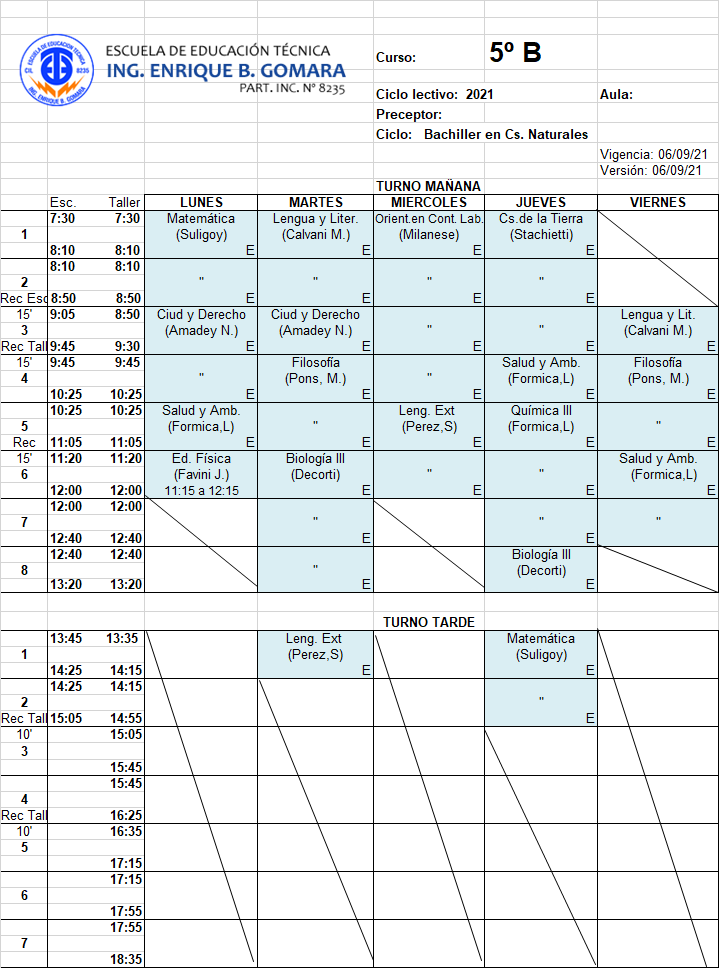 ESCUELA DE EDUCACIÓN TÉCNICA
ING. ENRIQUE B. GOMARA
PART. INC. Nº 8235
ESCUELA DE EDUCACIÓN TÉCNICA
P.I. 8235
ING. ENRIQUE B. GOMARA
Curso: 5º B
Ciclo lectivo: 2021 Aula:
Preceptor:
Ciclo: Bachiller en Cs. Naturales
Vigencia: 06/09/21
Versión: 06/09/21
TURNO MAÑANA
Esc. Taller LUNES MARTES MIERCOLES JUEVES VIERNES
7:30 7:30 Matemática Lengua y Liter. Orient.en Cont. Lab. Cs.de la Tierra
1 (Suligoy) (Calvani M.) (Milanese) (Stachietti)
8:10 8:10 E E E E
8:10 8:10
2 " " " "
Rec Esc 8:50 8:50 E E E E
15' 9:05 8:50 Ciud y Derecho Ciud y Derecho Lengua y Lit.
3 (Amadey N.) (Amadey N.) " " (Calvani M.)
Rec Tall 9:45 9:30 E E E E E
15' 9:45 9:45 Filosofía Salud y Amb. Filosofía
4 " (Pons, M.) " (Formica,L) (Pons, M.)
10:25 10:25 E E E E E
10:25 10:25 Salud y Amb. Leng. Ext Química III
5 (Formica,L) " (Perez,S) (Formica,L) "
Rec 11:05 11:05 E E E E E
15' 11:20 11:20 Ed. Física Biología III Salud y Amb.
6 (Favini J.) (Decorti) " " (Formica,L)
12:00 12:00 11:15 a 12:15 E E E E
12:00 12:00
7 " " "
12:40 12:40 E E E
12:40 12:40 Biología III
8 " (Decorti)
13:20 13:20 E E
TURNO TARDE
13:45 13:35 Leng. Ext Matemática
1 (Perez,S) (Suligoy)
14:25 14:15 E E
14:25 14:15
2 "
Rec Tall 15:05 14:55 E
10' 15:05
3
15:45
15:45
4
Rec Tall 16:25
10' 16:35
5
17:15
17:15
6
17:55
17:55
7
18:35